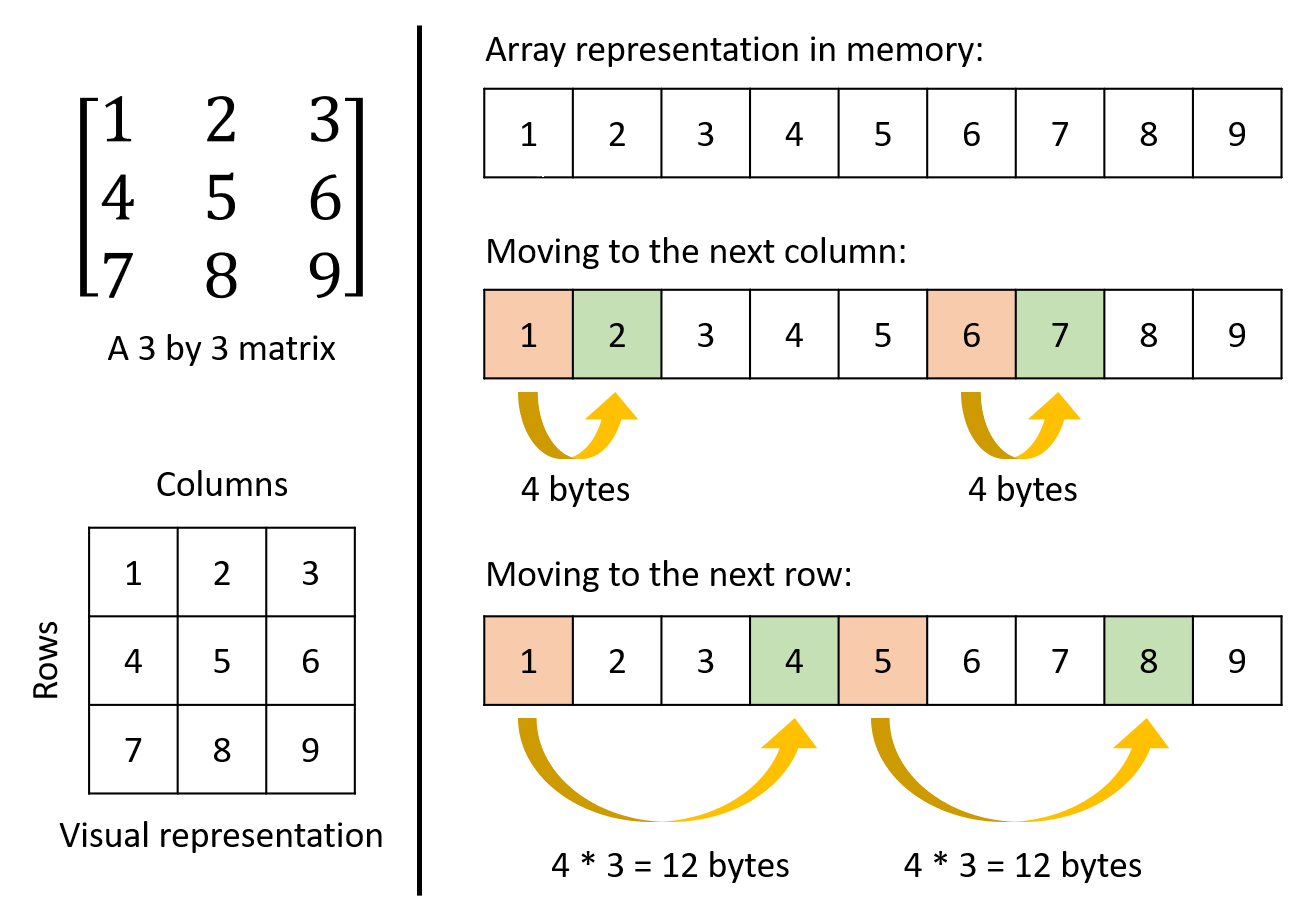 1 2 3
4 5 6
7 8 9
A 3 by 3 matrix
Columns
Rows
1 2 3
4 5 6
7 8 9
Visual representation
Array representation in memory:
1 2 3 4 5 6 7 8 9
Moving to the next column:
1 2 3 4 5 6 7 8 9
4 bytes 4 bytes
Moving to the next row:
1 2 3 4 5 6 7 8 9
4 * 3 = 12 bytes 4 * 3 = 12 bytes